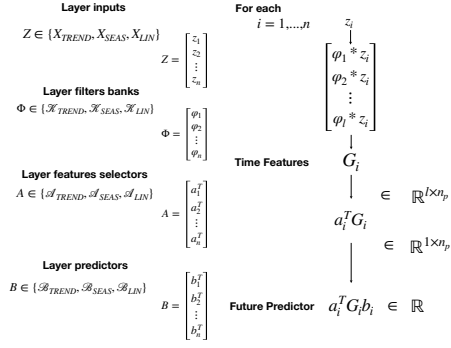 Layer inputs
Z ∈ {X_TREND, X_SEAS, X_LIN}
Z = [z_1 z_2 ⋮ z_n]
Layer filters banks
Φ ∈ {𝒦_TREND, 𝒦_SEAS, 𝒦_LIN}
Φ = [φ_1 φ_2 ⋮ φ_n]
Layer features selectors
A ∈ {𝒜_TREND, 𝒜_SEAS, 𝒜_LIN}
A = [a_1^T a_2^T ⋮ a_n^T]
Layer predictors
B ∈ {ℬ_TREND, ℬ_SEAS, ℬ_LIN}
B = [b_1^T b_2^T ⋮ b_n^T]
For each
i = 1,...,n
z_i
φ_1 * z_i
φ_2 * z_i
⋮
φ_l * z_i
Time Features G_i
∈ ℝ^{l×n_p}
a_i^T G_i
∈ ℝ^{1×n_p}
Future Predictor a_i^T G_i b_i ∈ ℝ